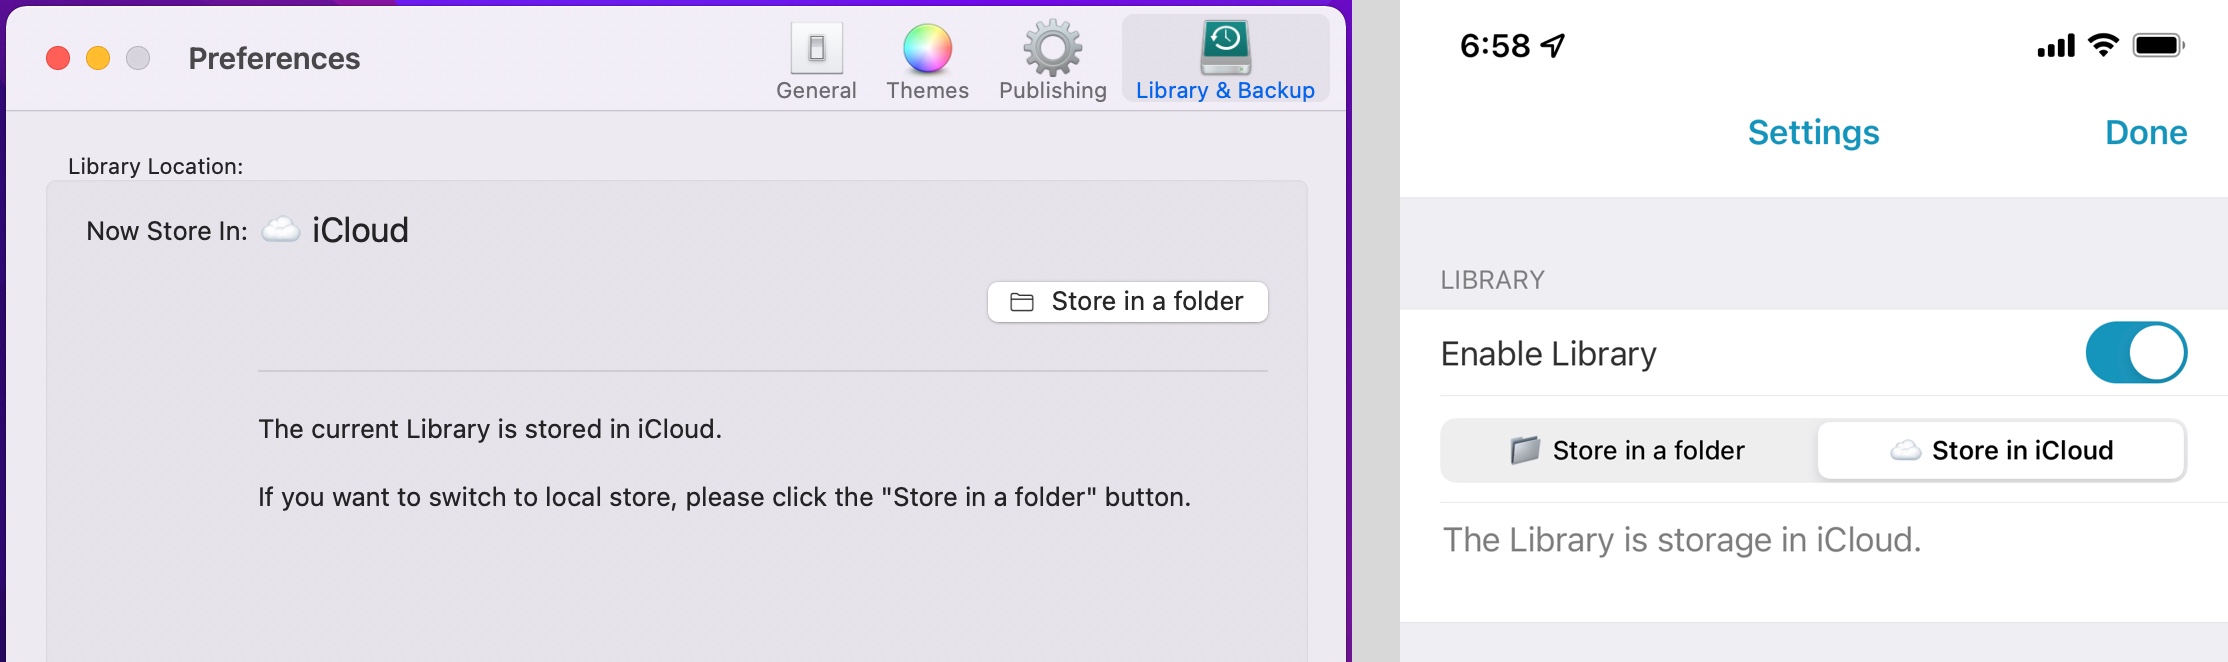 Preferences
General
Themes
Publishing
Library & Backup
Library Location:
Now Store In: iCloud
Store in a folder
The current Library is stored in iCloud.
If you want to switch to local store, please click the "Store in a folder" button.
6:58
Settings
Done
LIBRARY
Enable Library
Store in a folder
Store in iCloud
The Library is storage in iCloud.